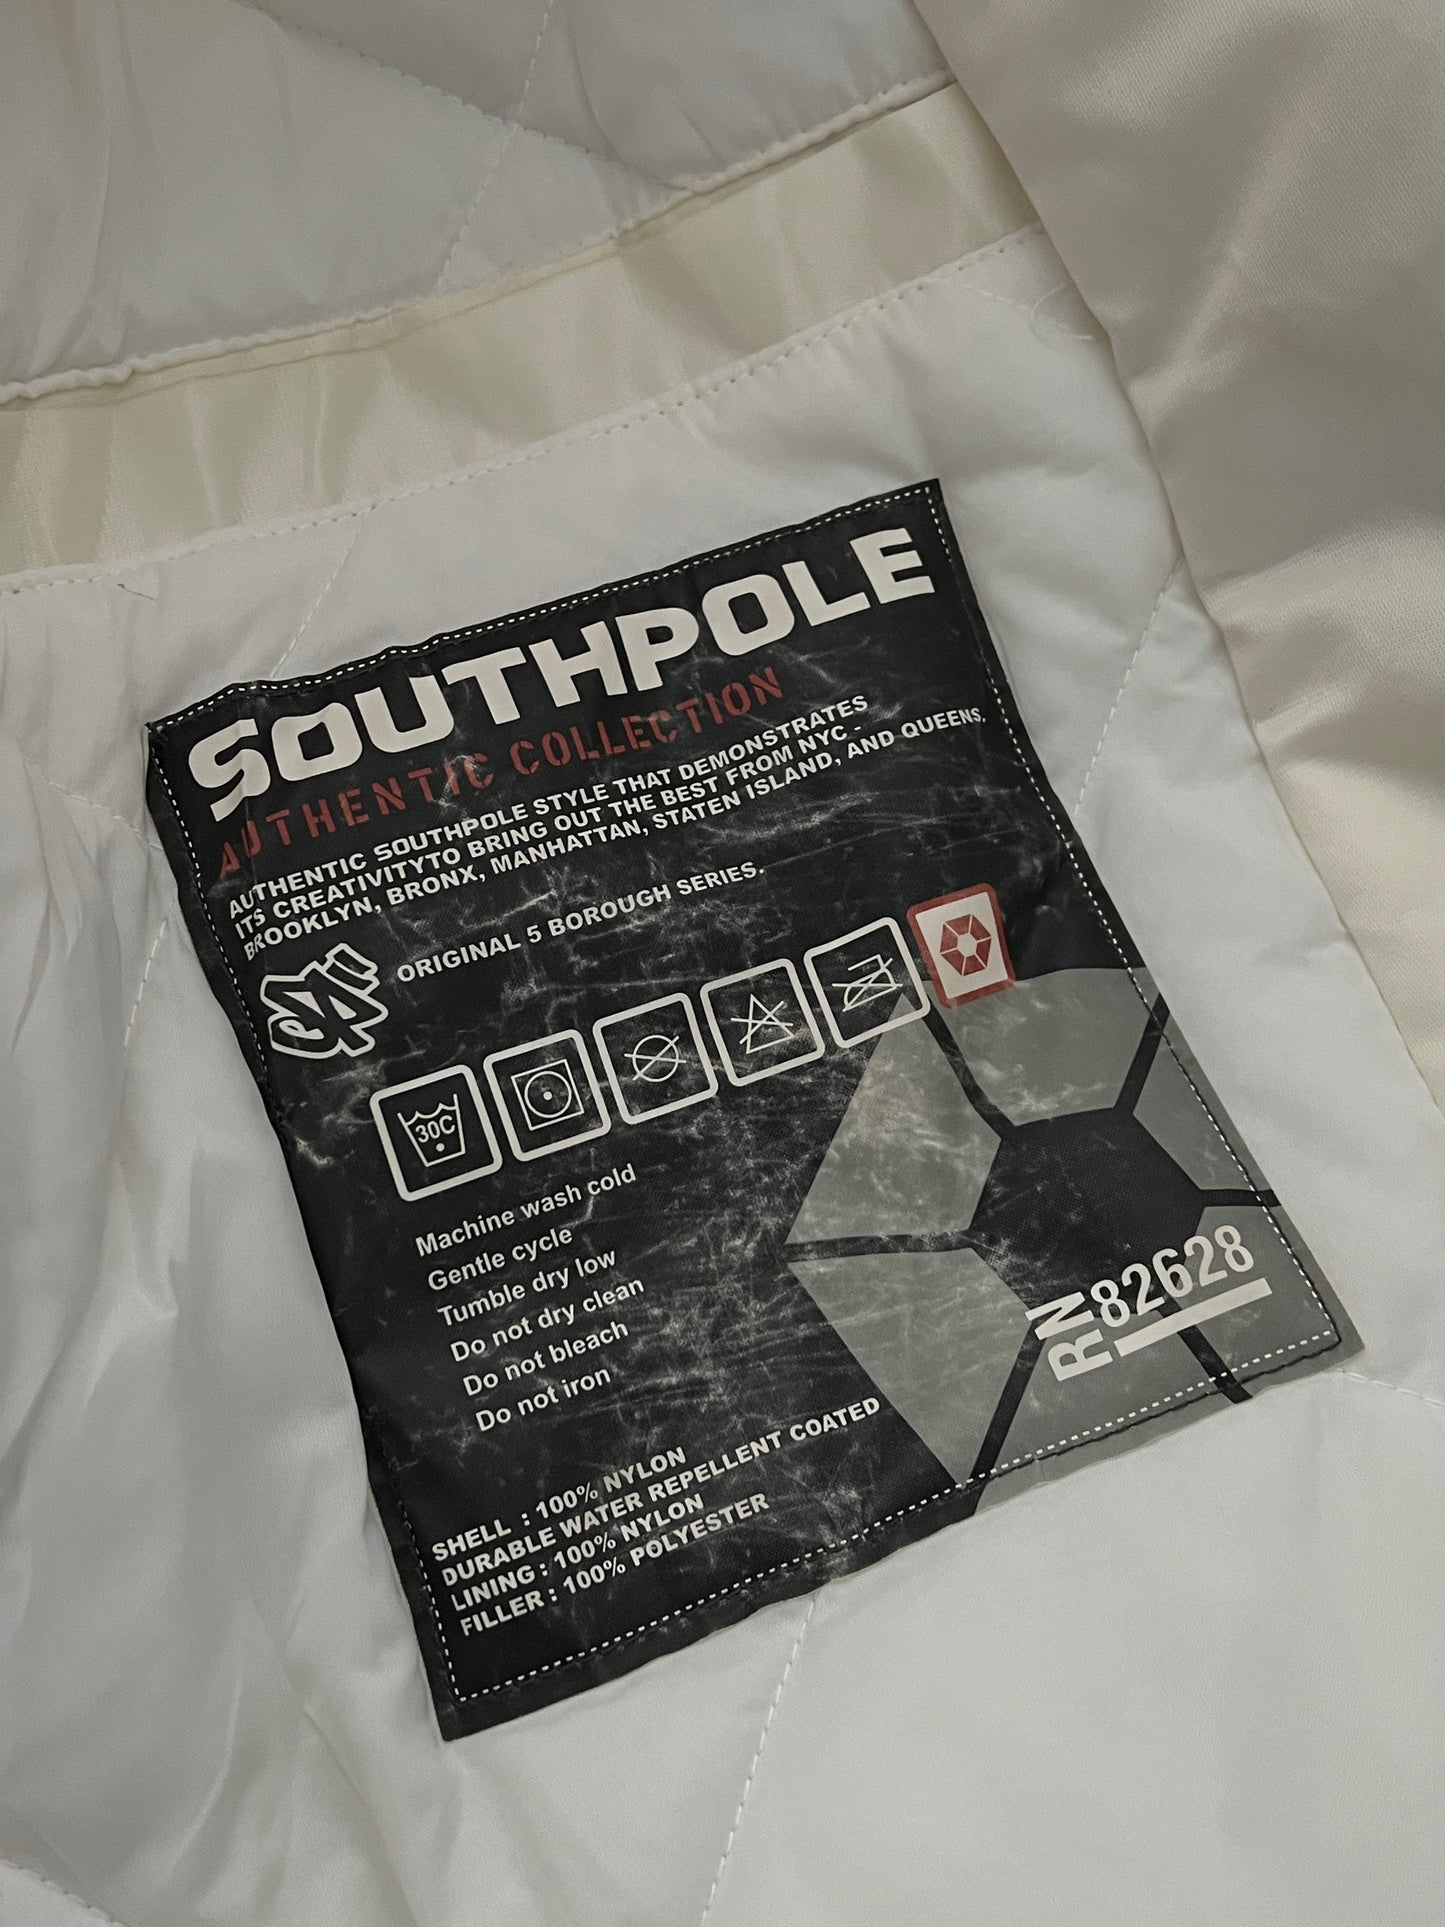 SOUTHPOLE
AUTHENTIC COLLECTION
AUTHENTIC SOUTHPOLE STYLE THAT DEMONSTRATES
ITS CREATIVITYTO BRING OUT THE BEST FROM NYC -
BROOKLYN, BRONX, MANHATTAN, STATEN ISLAND, AND QUEENS.
ORIGINAL 5 BOROUGH SERIES.
30C
Machine wash cold
Gentle cycle
Tumble dry low
Do not dry clean
Do not bleach
Do not iron
RN 82628
SHELL : 100% NYLON
DURABLE WATER REPELLENT COATED
LINING : 100% NYLON
FILLER : 100% POLYESTER